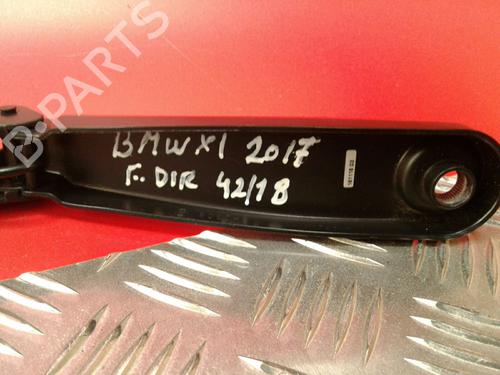 B-PARTS
BMW X1 2017
F. DIR 42/18